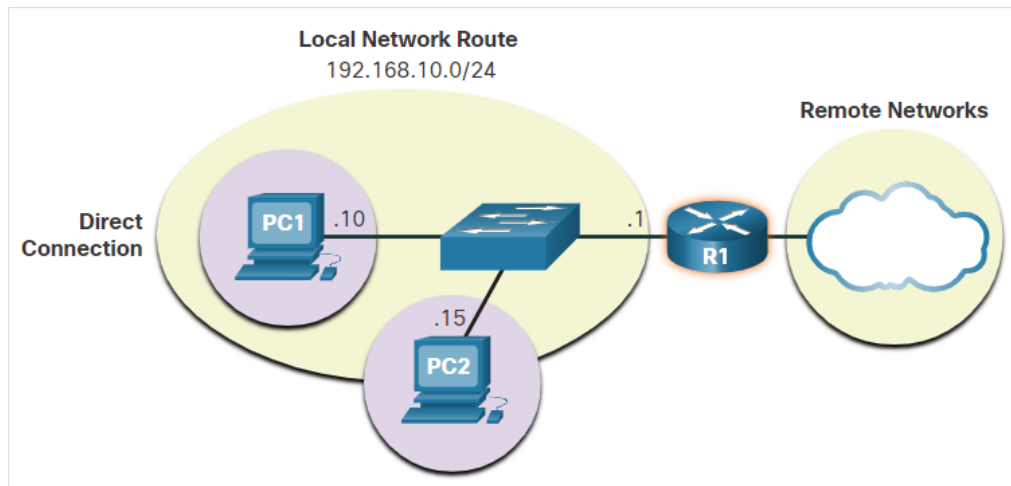 Local Network Route
192.168.10.0/24
Remote Networks
Direct
Connection
PC1
.10
.1
R1
.15
PC2